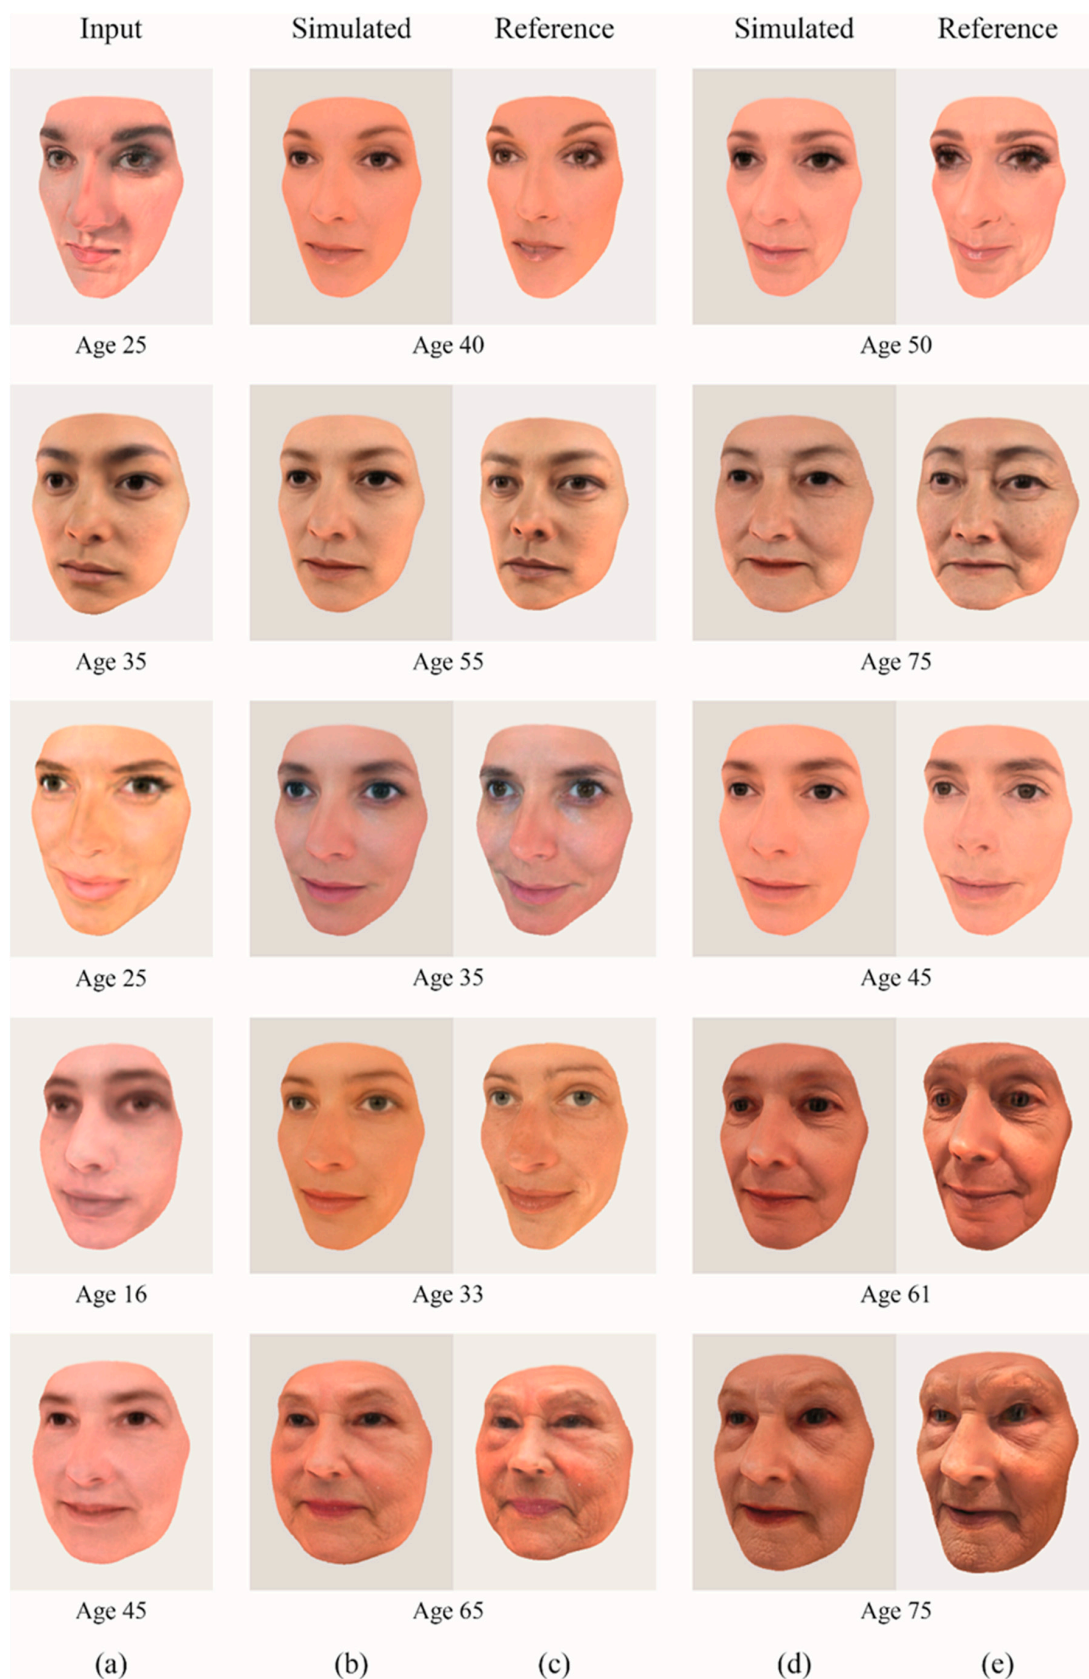 Input Simulated Reference Simulated Reference
Age 25 Age 40 Age 50
Age 35 Age 55 Age 75
Age 25 Age 35 Age 45
Age 16 Age 33 Age 61
Age 45 Age 65 Age 75
(a) (b) (c) (d) (e)